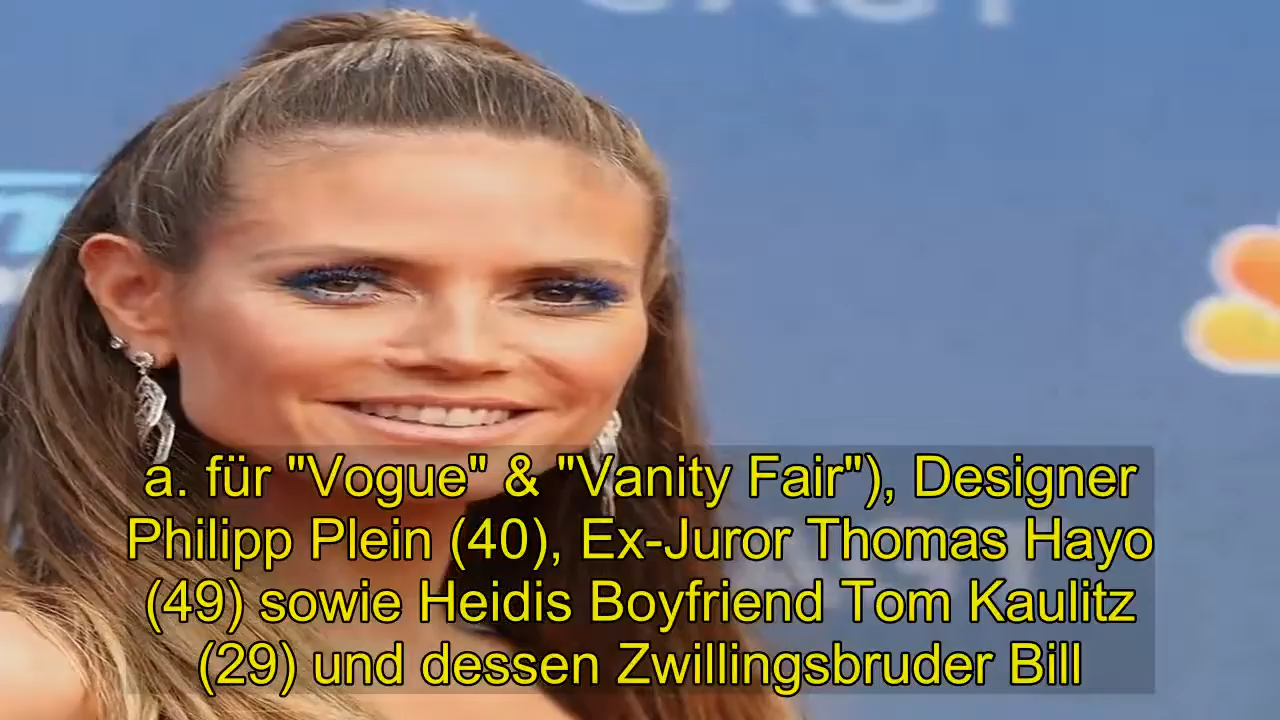 CAST
a. für "Vogue" & "Vanity Fair"), Designer
Philipp Plein (40), Ex-Juror Thomas Hayo
(49) sowie Heidis Boyfriend Tom Kaulitz
(29) und dessen Zwillingsbruder Bill